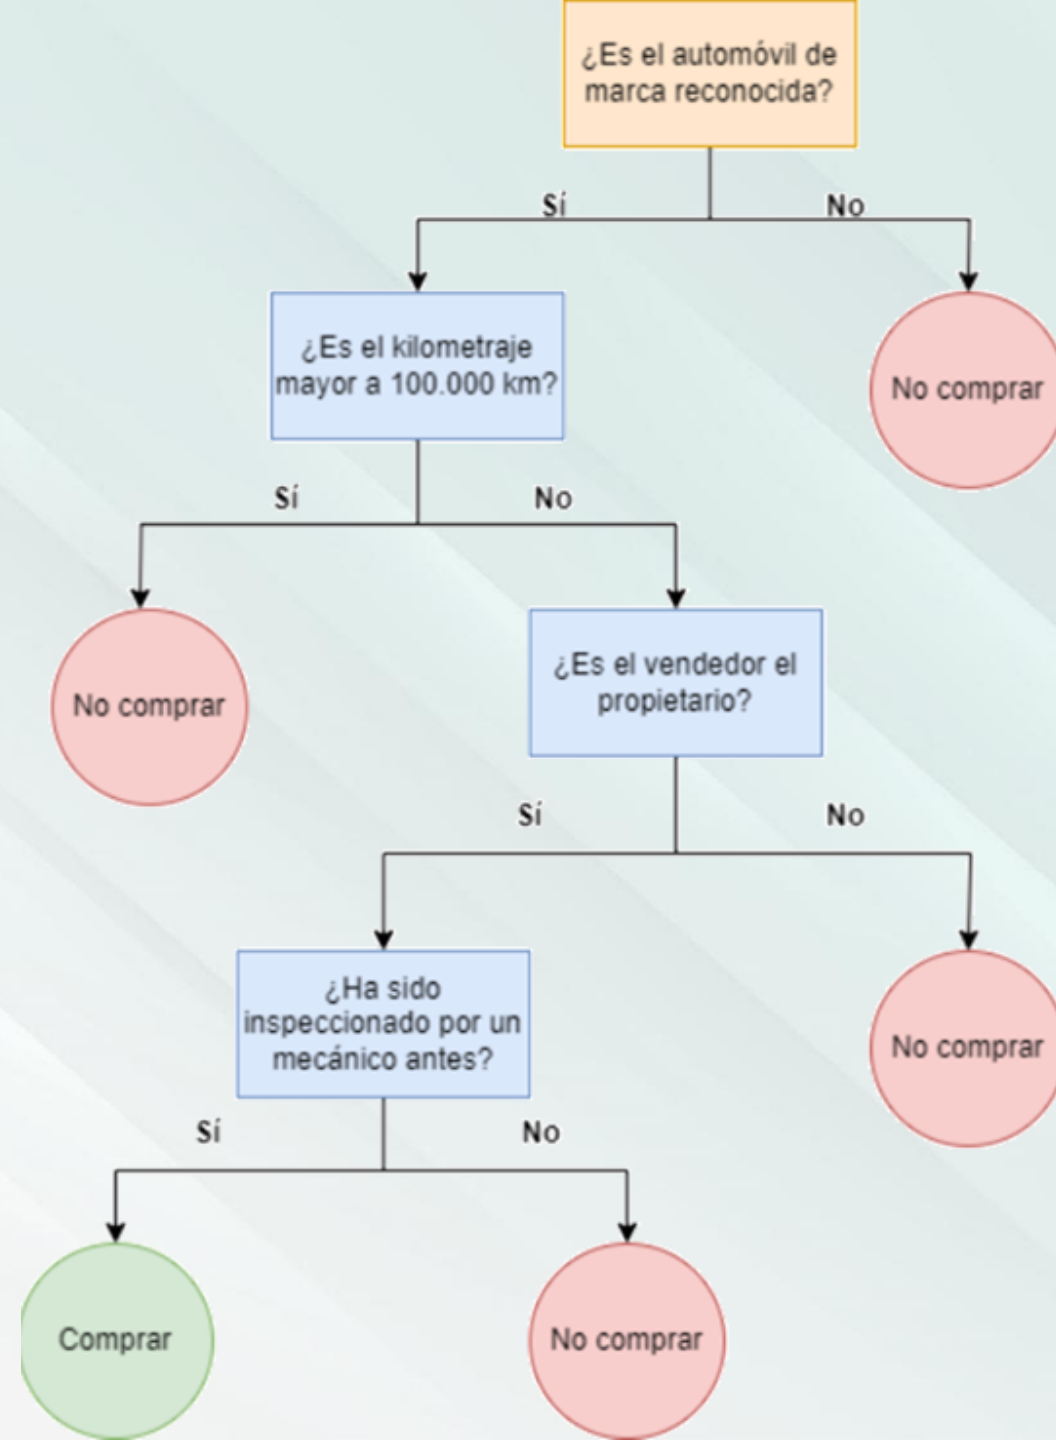 ¿Es el automóvil de
marca reconocida?
Sí
No
¿Es el kilometraje
mayor a 100.000 km?
No comprar
Sí
No
No comprar
¿Es el vendedor el
propietario?
Sí
No
¿Ha sido
inspeccionado por un
mecánico antes?
No comprar
Sí
No
Comprar
No comprar